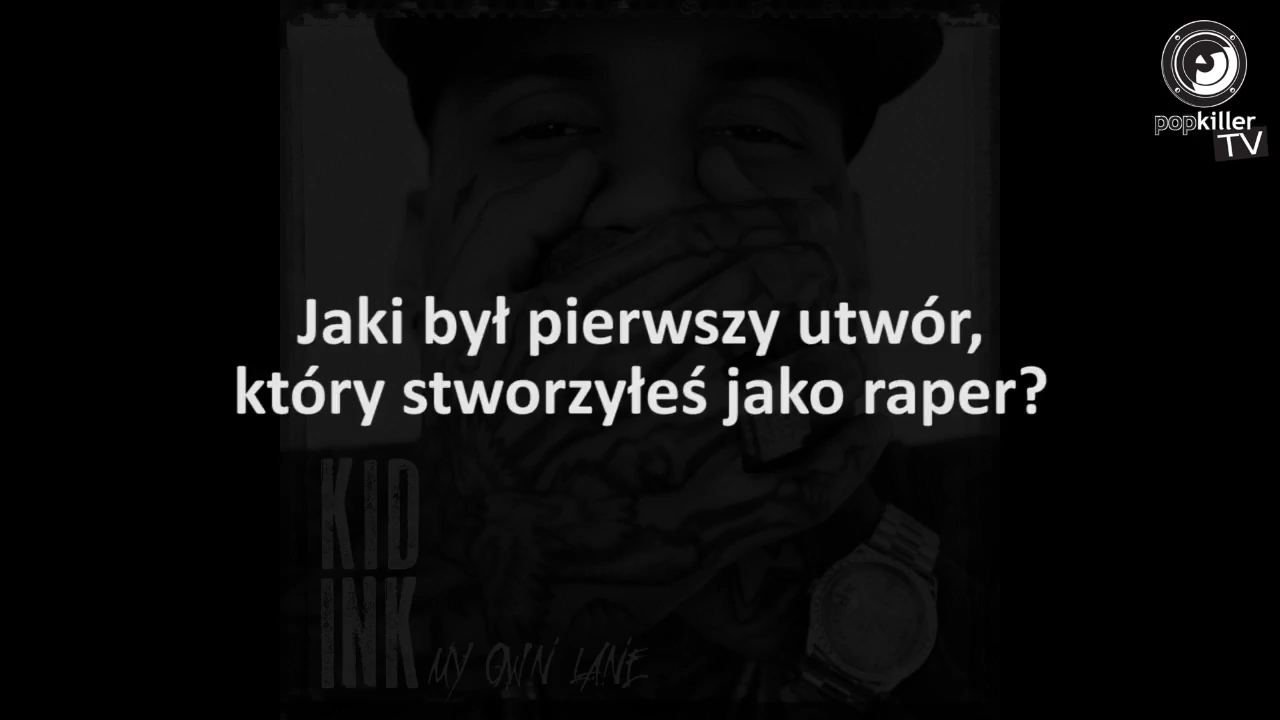 popkiller
TV
Jaki był pierwszy utwór,
który stworzyłeś jako raper?
KID
INK
MY OWN LANE